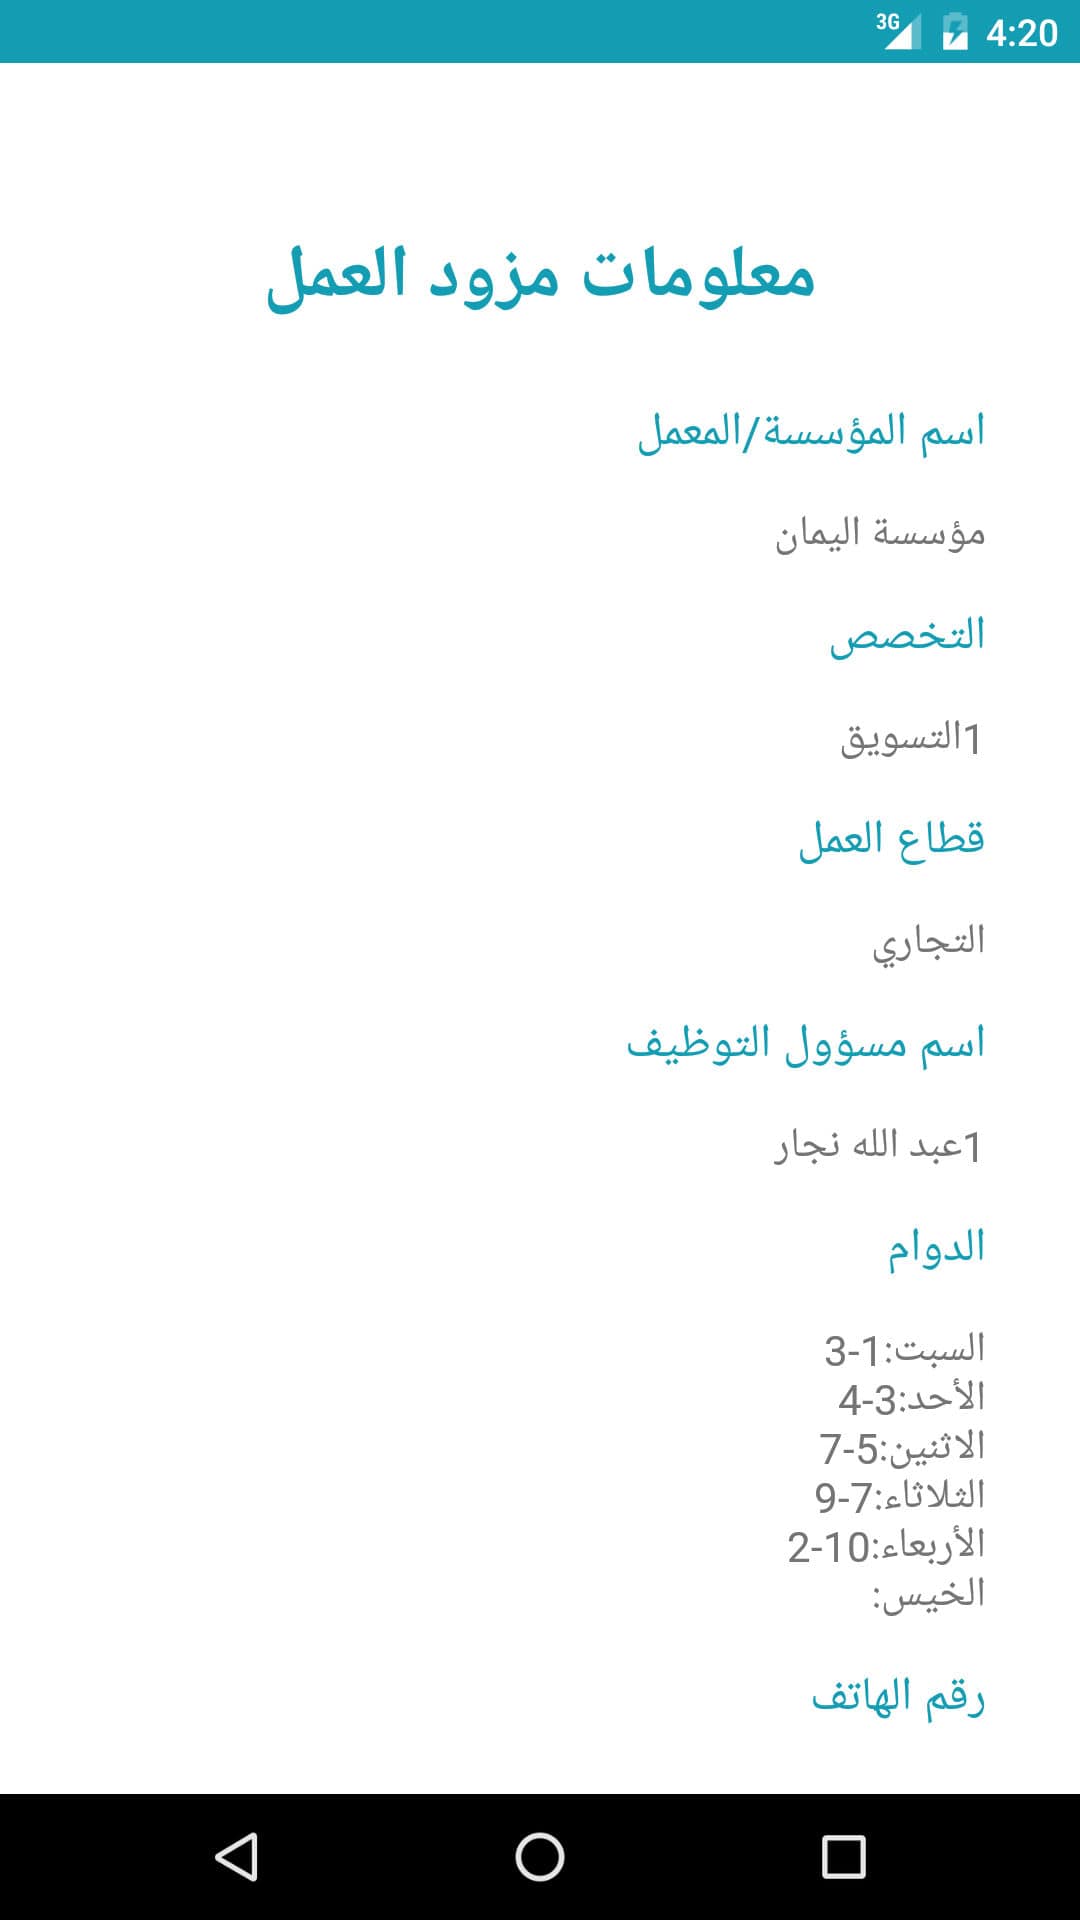 3G 4:20
معلومات مزود العمل
اسم المؤسسة/المعمل
مؤسسة اليمان
التخصص
1التسويق
قطاع العمل
التجاري
اسم مسؤول التوظيف
1عبد الله نجار
الدوام
السبت:1-3
الأحد:3-4
الاثنين:5-7
الثلاثاء:7-9
الأربعاء:10-2
الخيس:
رقم الهاتف